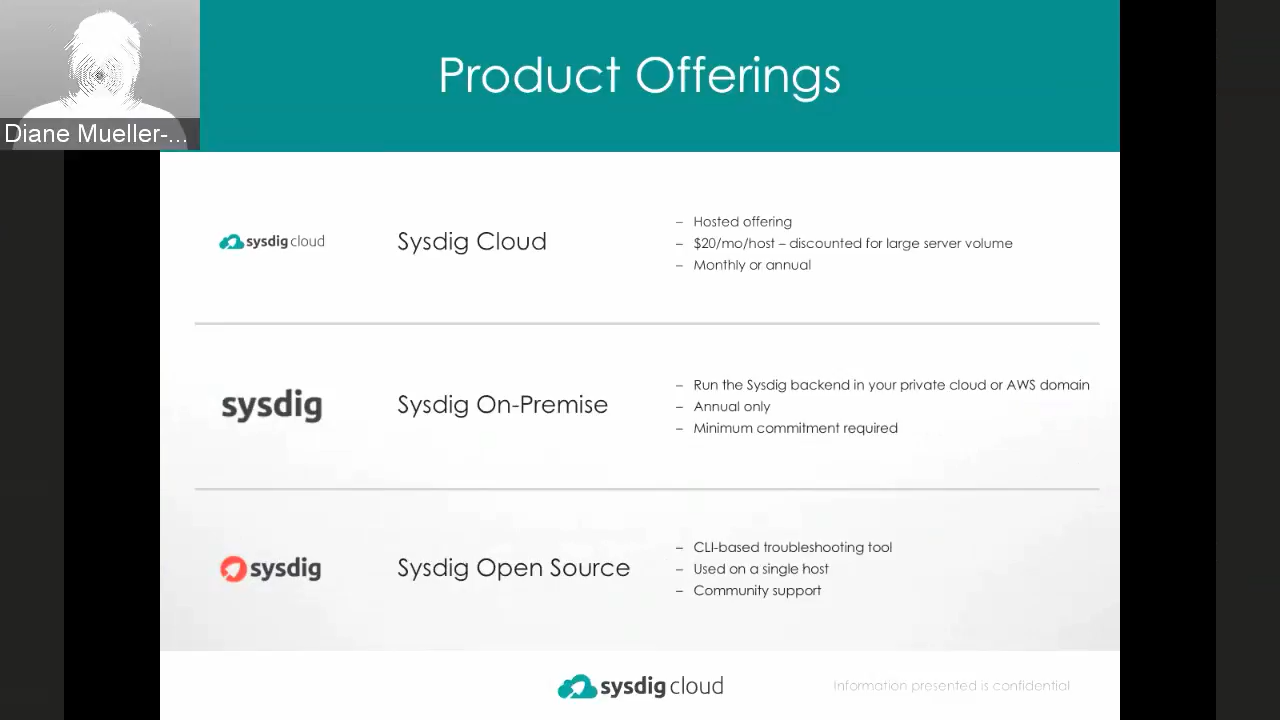 Product Offerings
Diane Mueller-...
sysdig cloud
Sysdig Cloud
– Hosted offering
– $20/mo/host – discounted for large server volume
– Monthly or annual
sysdig
Sysdig On-Premise
– Run the Sysdig backend in your private cloud or AWS domain
– Annual only
– Minimum commitment required
sysdig
Sysdig Open Source
– CLI-based troubleshooting tool
– Used on a single host
– Community support
sysdig cloud
Information presented is confidential